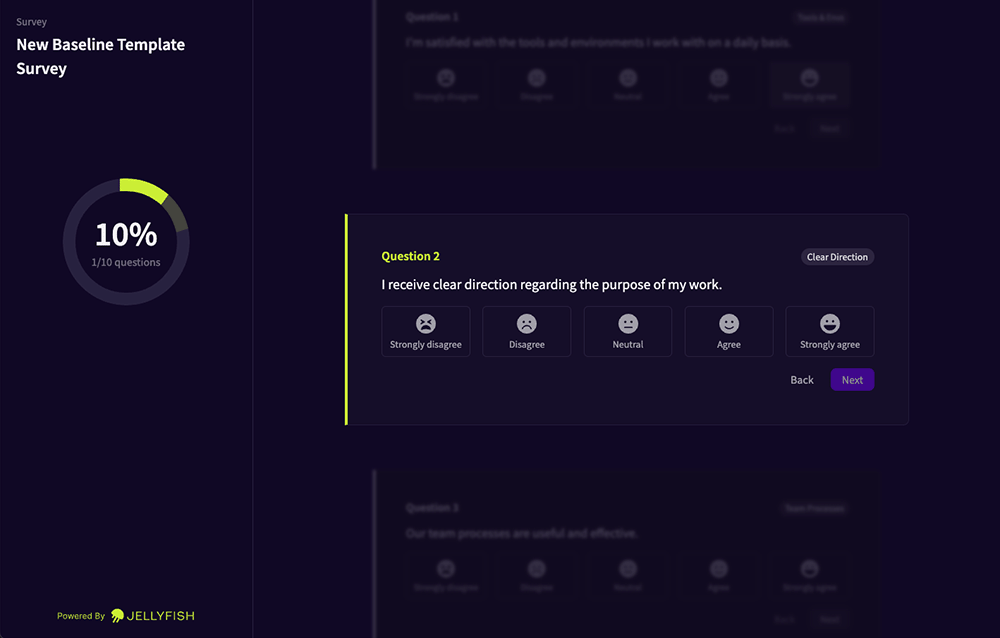 Survey
New Baseline Template
Survey
10%
1/10 questions
Powered By JELLYFISH
Question 1
Tools & Envs
I'm satisfied with the tools and environments I work with on a daily basis.
Strongly disagree Disagree Neutral Agree Strongly agree
Back Next
Question 2
Clear Direction
I receive clear direction regarding the purpose of my work.
Strongly disagree Disagree Neutral Agree Strongly agree
Back Next
Question 3
Team Processes
Our team processes are useful and effective.
Strongly disagree Disagree Neutral Agree Strongly agree
Back Next